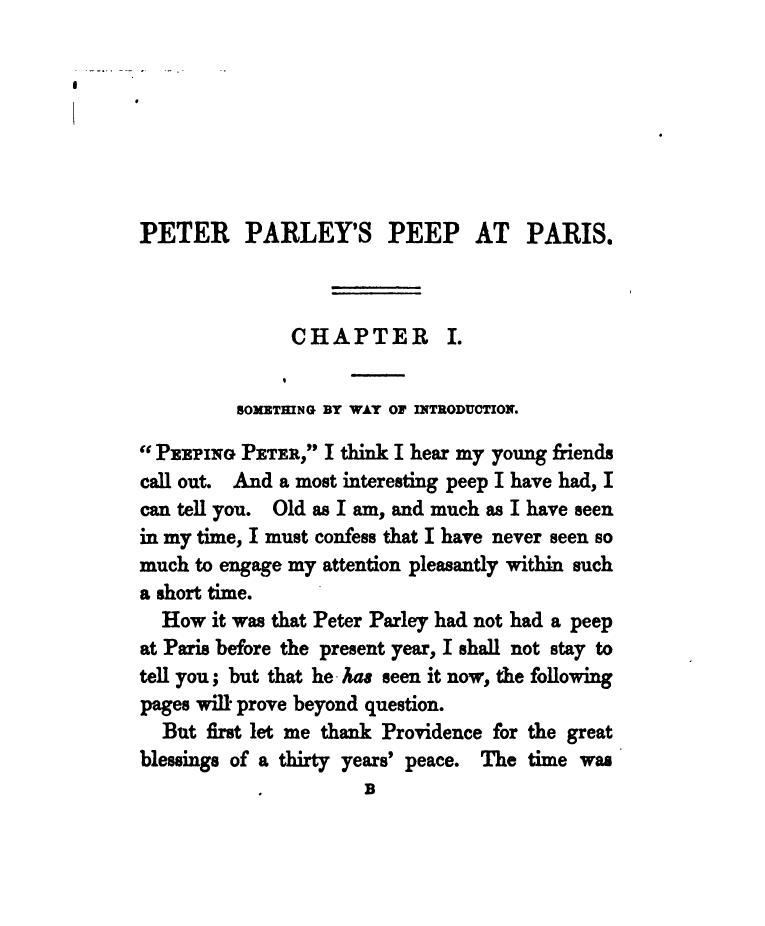 PETER PARLEY'S PEEP AT PARIS.
CHAPTER I.
SOMETHING BY WAY OF INTRODUCTION.
“PEEPING PETER,” I think I hear my young friends
call out. And a most interesting peep I have had, I
can tell you. Old as I am, and much as I have seen
in my time, I must confess that I have never seen so
much to engage my attention pleasantly within such
a short time.
How it was that Peter Parley had not had a peep
at Paris before the present year, I shall not stay to
tell you; but that he has seen it now, the following
pages will prove beyond question.
But first let me thank Providence for the great
blessings of a thirty years' peace. The time was
B